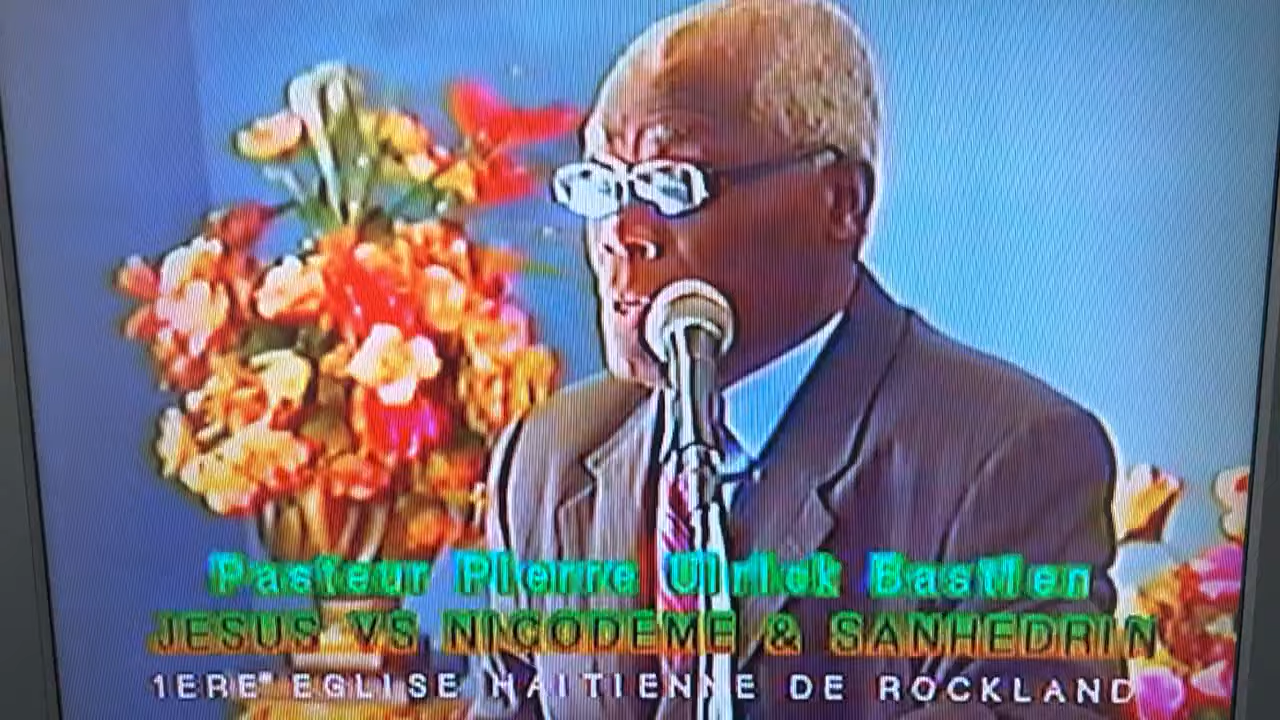 Pasteur Pierre Ulrick Bastien
JESUS VS NICODEME & SANHEDRIN
1ERE" EGLISE HAITIENNE DE ROCKLAND